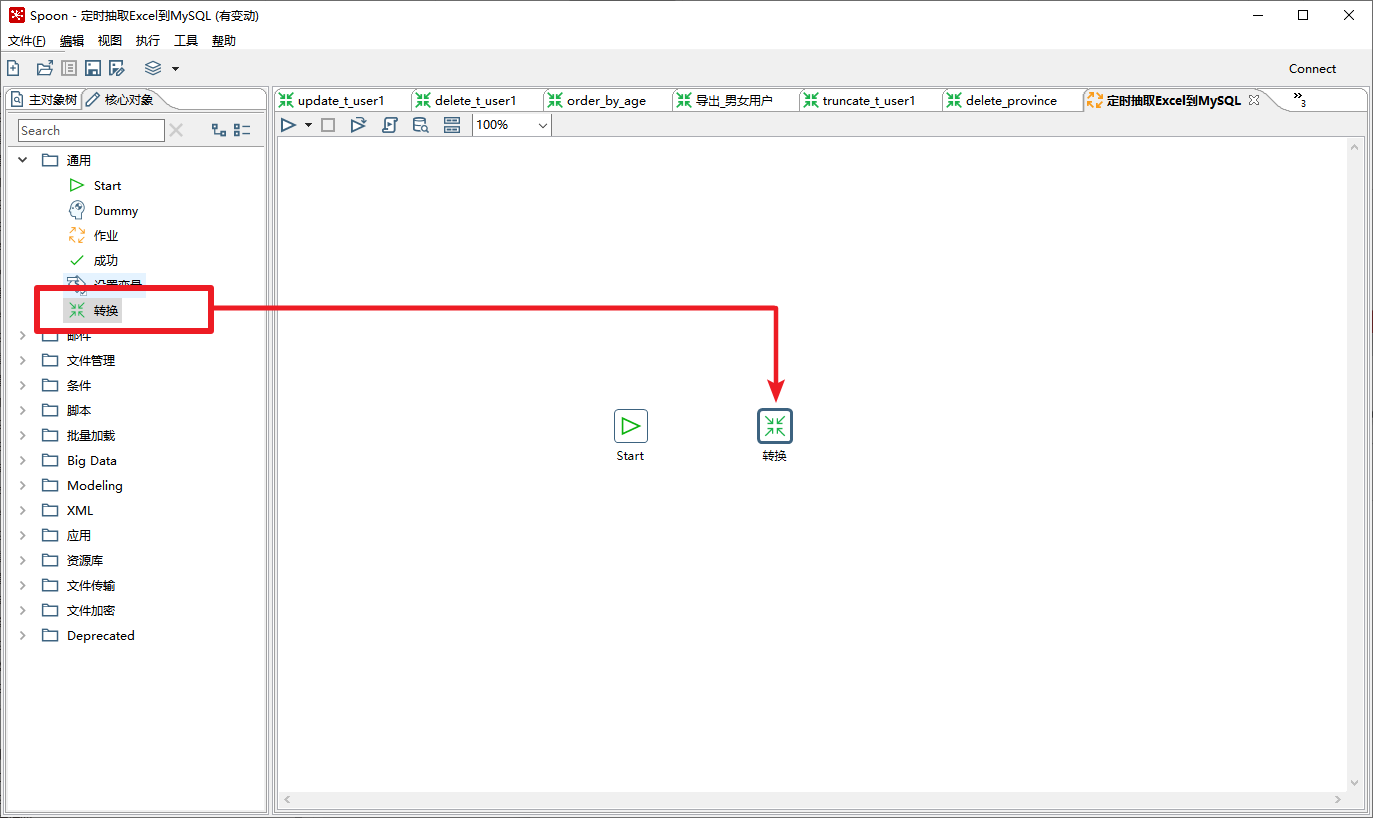 Spoon - 定时抽取Excel到MySQL (有变动)
文件(F) 编辑 视图 执行 工具 帮助
Connect
主对象树 核心对象
update_t_user1 delete_t_user1 order_by_age 导出_男女用户 truncate_t_user1 delete_province 定时抽取Excel到MySQL 3
Search
100%
通用
Start
Dummy
作业
成功
设置变量
转换
邮件
文件管理
条件
脚本
批量加载
Big Data
Modeling
XML
应用
资源库
文件传输
文件加密
Deprecated
Start 转换